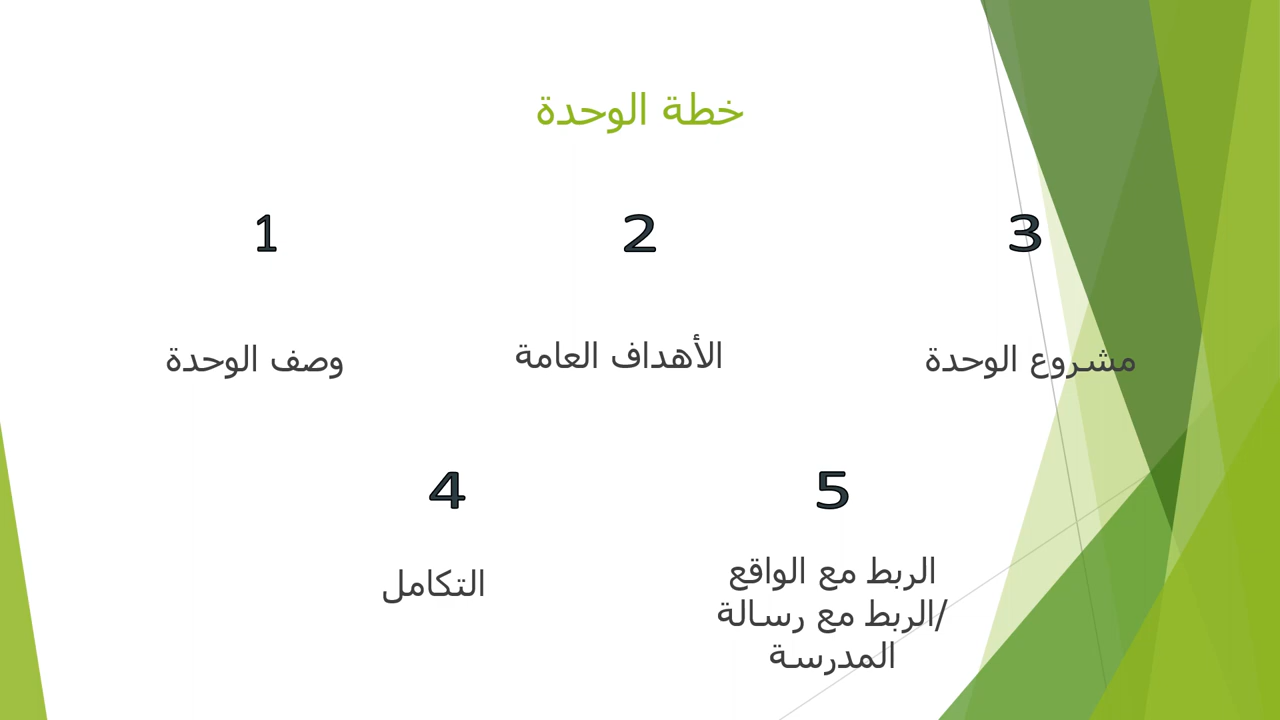 خطة الوحدة
1
وصف الوحدة
2
الأهداف العامة
3
مشروع الوحدة
4
التكامل
5
الربط مع الواقع
/الربط مع رسالة
المدرسة